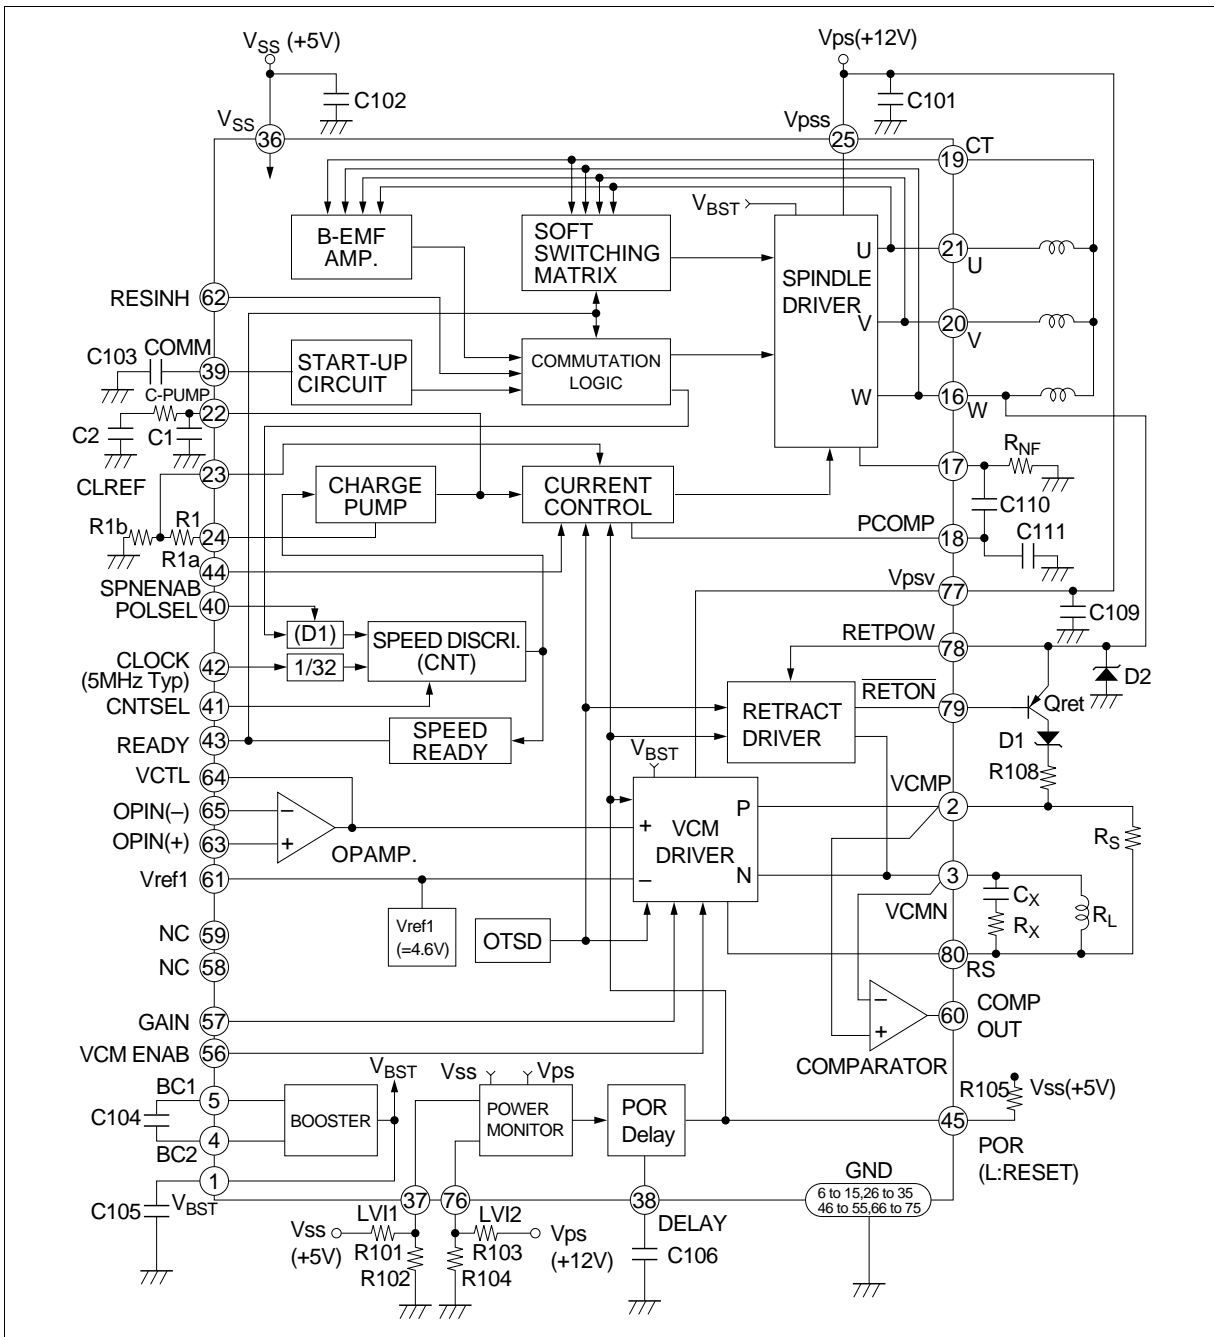 VSS (+5V)
Vps(+12V)
C102
C101
VSS
36
Vpss
25
19
CT
VBST
B-EMF
AMP.
SOFT
SWITCHING
MATRIX
SPINDLE
DRIVER
U
21
U
V
20
V
W
16
W
RESINH
62
C103
COMM
39
START-UP
CIRCUIT
COMMUTATION
LOGIC
C-PUMP
22
C2
C1
23
CLREF
CHARGE
PUMP
CURRENT
CONTROL
17
RNF
C110
R1b
R1
24
R1a
PCOMP
18
C111
44
SPNENAB
POLSEL
40
Vpsv
77
C109
(D1)
SPEED DISCRI.
(CNT)
RETPOW
78
D2
CLOCK
(5MHz Typ)
42
1/32
CNTSEL
41
RETRACT
DRIVER
RETON
79
Qret
READY
43
SPEED
READY
D1
VCTL
64
VBST
R108
OPIN(–)
65
–
VCMP
2
P
+
VCM
DRIVER
RS
OPIN(+)
63
+
OPAMP.
Vref1
61
–
N
3
VCMN
CX
RX
RL
Vref1
(=4.6V)
OTSD
NC
59
NC
58
80
RS
GAIN
57
–
+
60
COMP
OUT
VCM ENAB
56
COMPARATOR
VBST
Vss
Vps
R105
Vss(+5V)
BC1
5
C104
BOOSTER
POWER
MONITOR
POR
Delay
45
POR
(L:RESET)
4
BC2
1
VBST
C105
37
76
38
DELAY
GND
6 to 15,26 to 35
46 to 55,66 to 75
Vss
(+5V)
LVI1
R101
R102
LVI2
R103
R104
Vps
(+12V)
C106